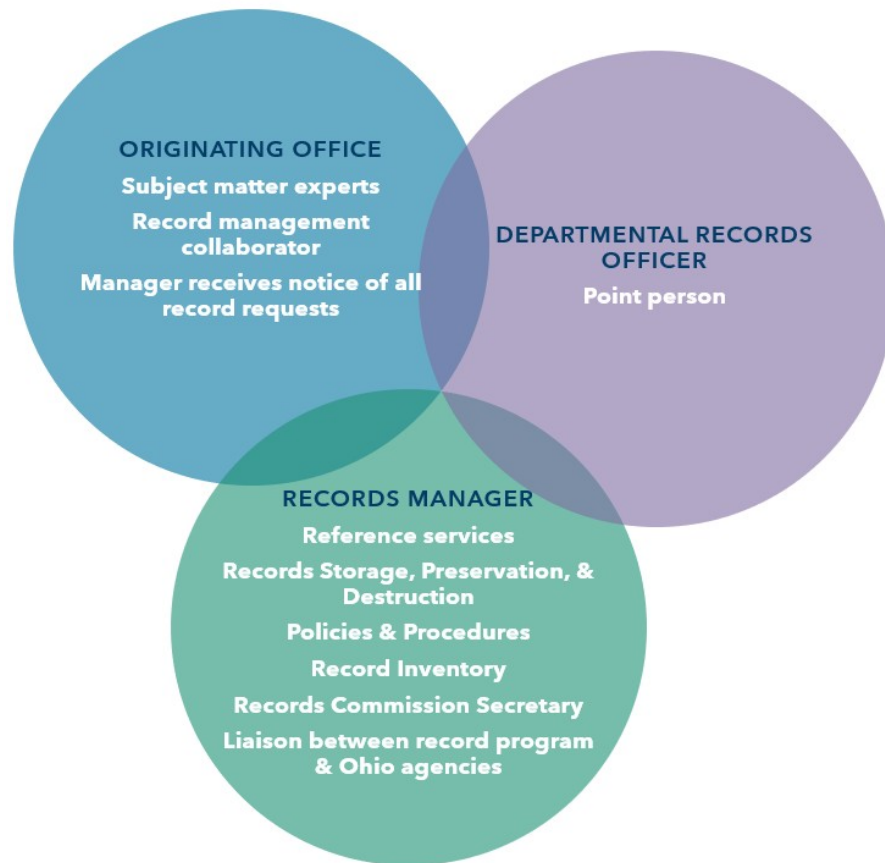 ORIGINATING OFFICE
Subject matter experts
Record management
collaborator
Manager receives notice of all
record requests
DEPARTMENTAL RECORDS
OFFICER
Point person
RECORDS MANAGER
Reference services
Records Storage, Preservation, &
Destruction
Policies & Procedures
Record Inventory
Records Commission Secretary
Liaison between record program
& Ohio agencies